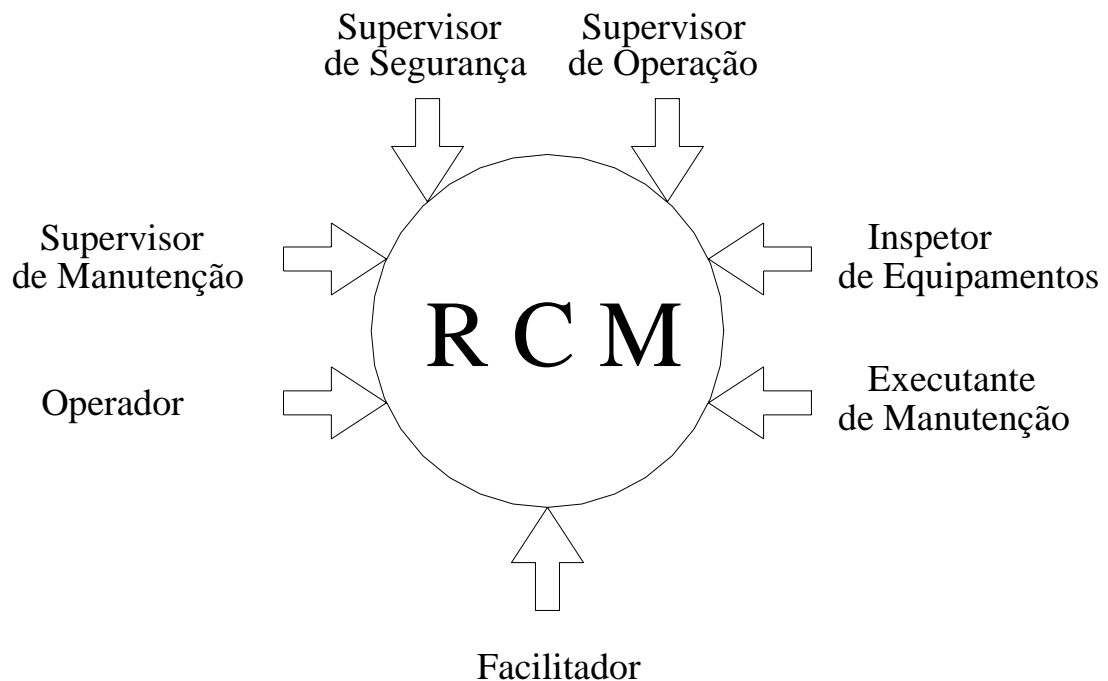 Supervisor
de Segurança
Supervisor
de Operação
Supervisor
de Manutenção
Inspetor
de Equipamentos
R C M
Operador
Executante
de Manutenção
Facilitador